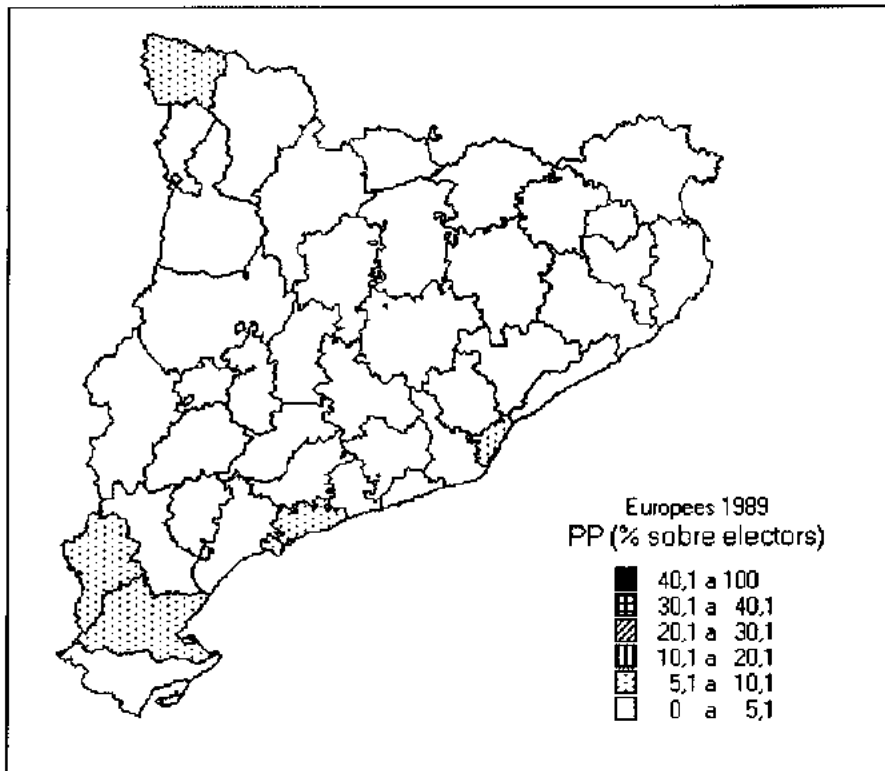 Europees 1989
PP (% sobre electors)
40,1 a 100
30,1 a 40,1
20,1 a 30,1
10,1 a 20,1
5,1 a 10,1
0 a 5,1